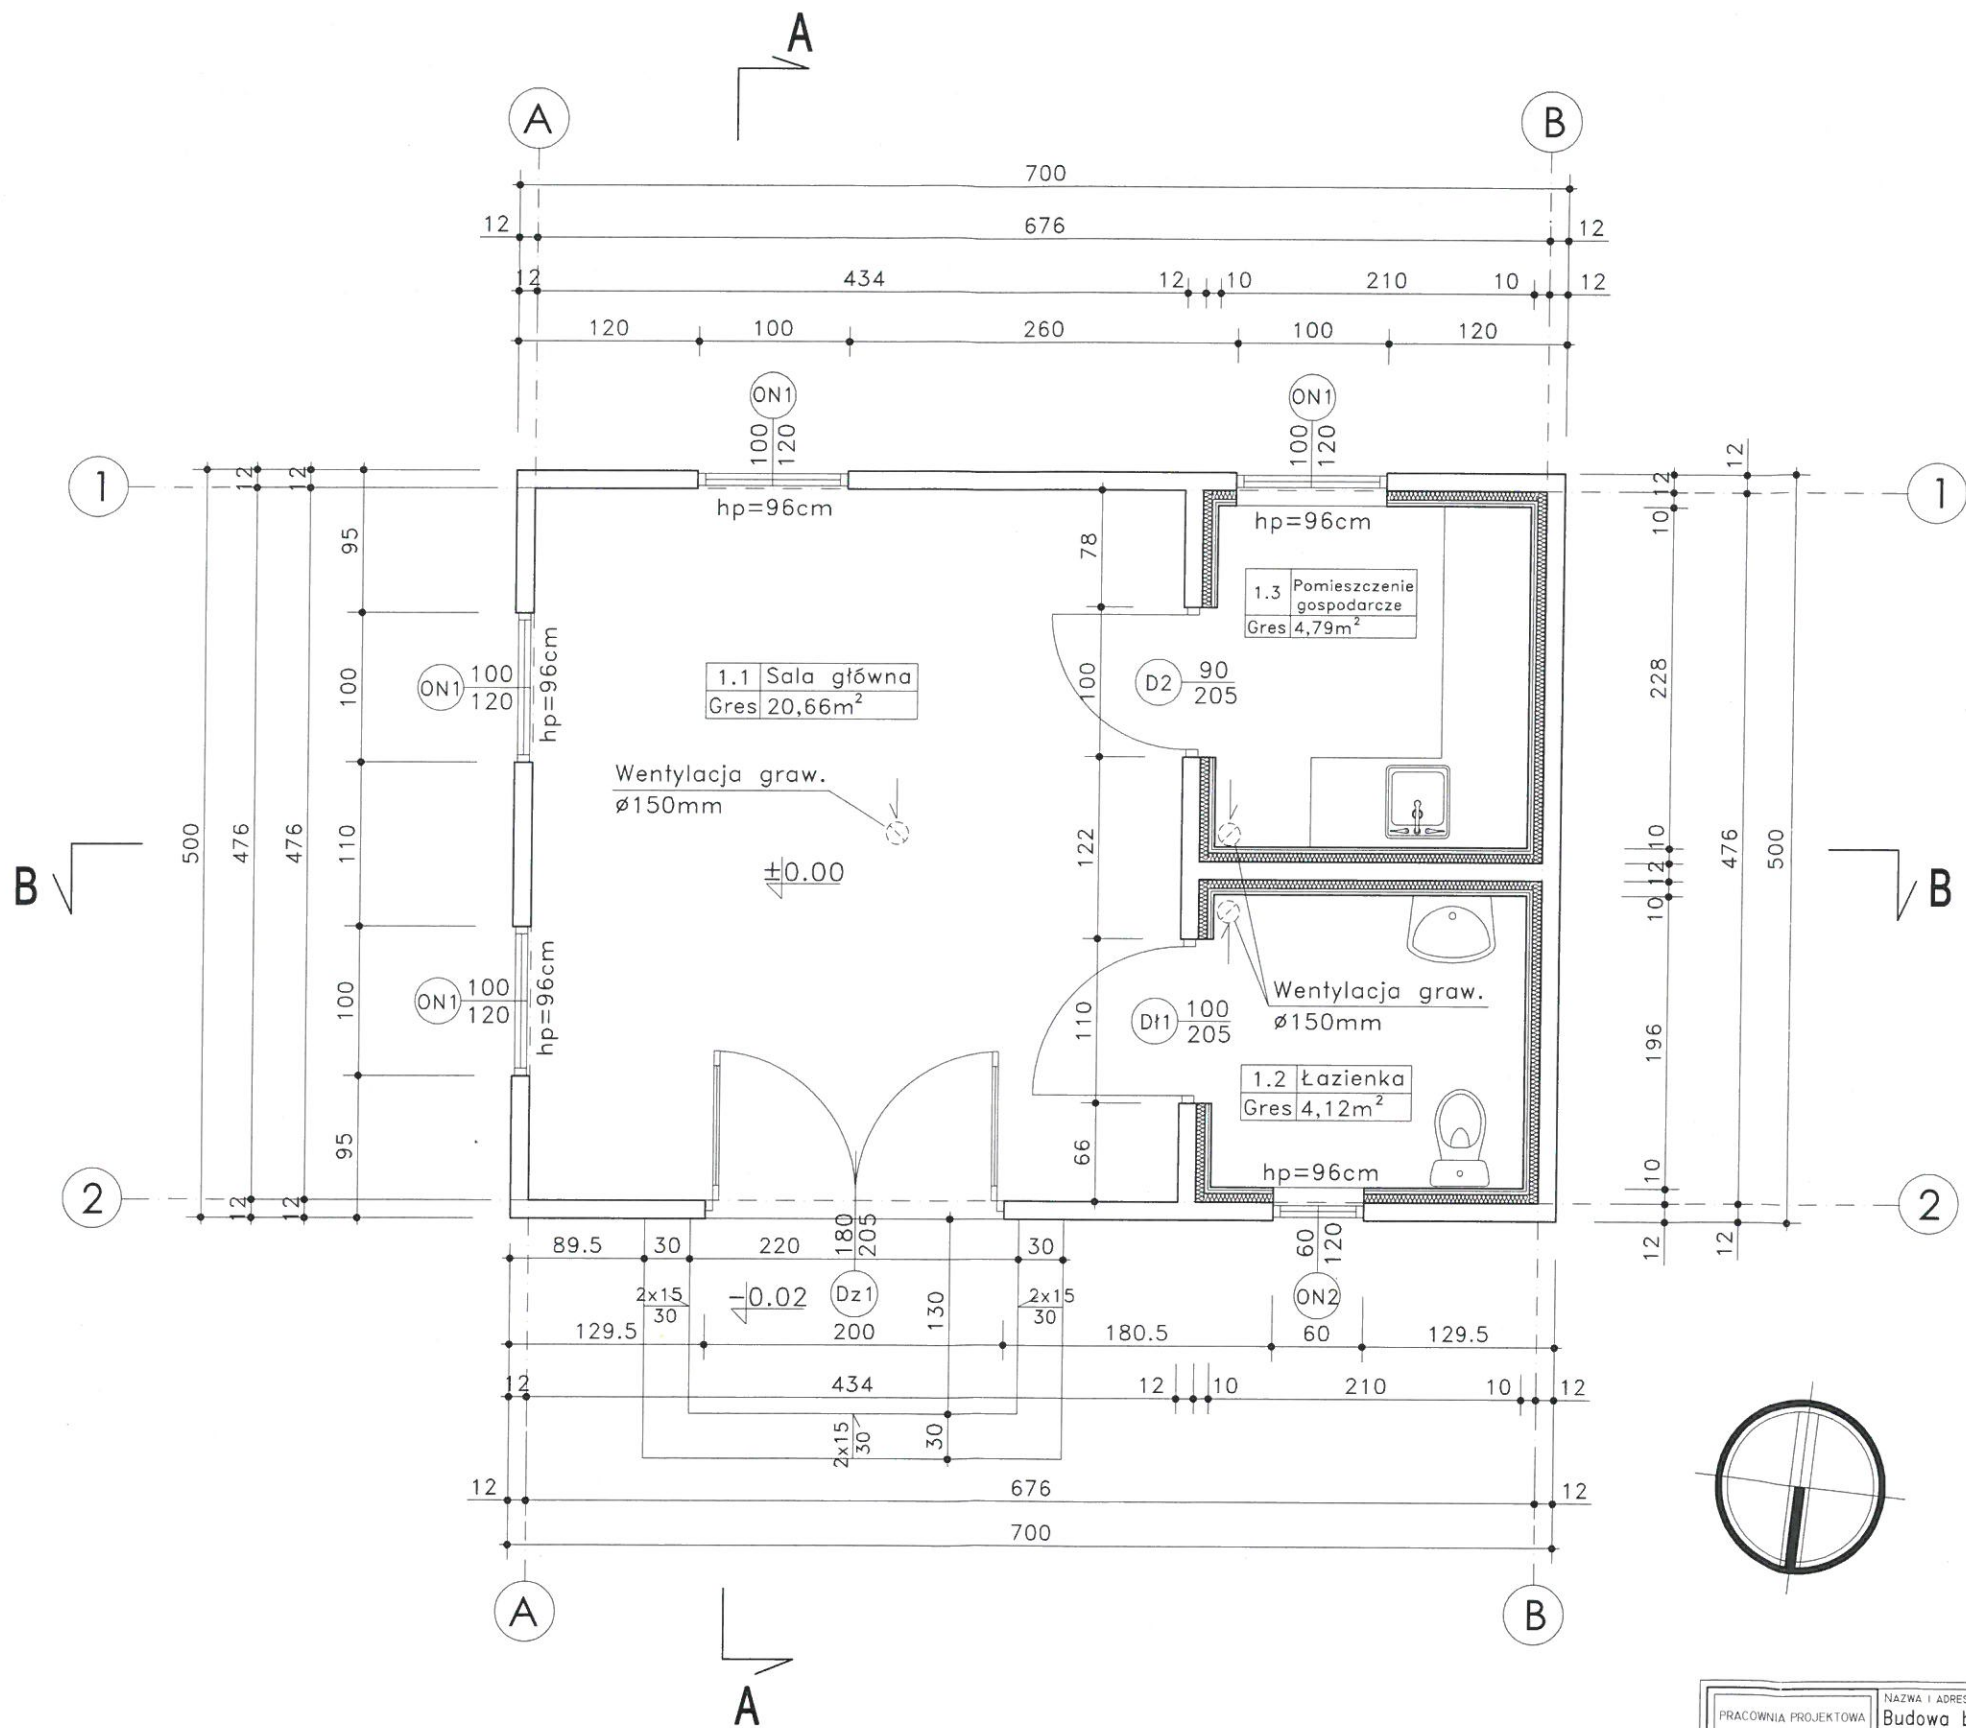 A
A
B
700
12
676
12
12
434
12
10
210
10
12
120
100
260
100
120
ON1
100
120
ON1
100
120
1
1
12
12
12
12
hp=96cm
hp=96cm
10
95
78
1.3 Pomieszczenie
gospodarcze
Gres 4,79m²
ON1
100
120
hp=96cm
100
1.1 Sala główna
Gres 20,66m²
100
D2
90
205
228
Wentylacja graw.
ø150mm
B
500
476
476
110
±0.00
122
10
12
10
476
500
B
ON1
100
120
hp=96cm
100
110
Dł1
100
205
Wentylacja graw.
ø150mm
196
1.2 Łazienka
Gres 4,12m²
95
66
hp=96cm
10
2
2
12
12
12
12
89.5
30
220
180
205
30
60
120
2x15
30
-0.02
Dz1
130
2x15
30
ON2
129.5
200
180.5
60
129.5
12
434
12
10
210
10
12
2x15
30
30
12
676
12
700
A
B
A
PRACOWNIA PROJEKTOWA
NAZWA I ADRES
Budowa